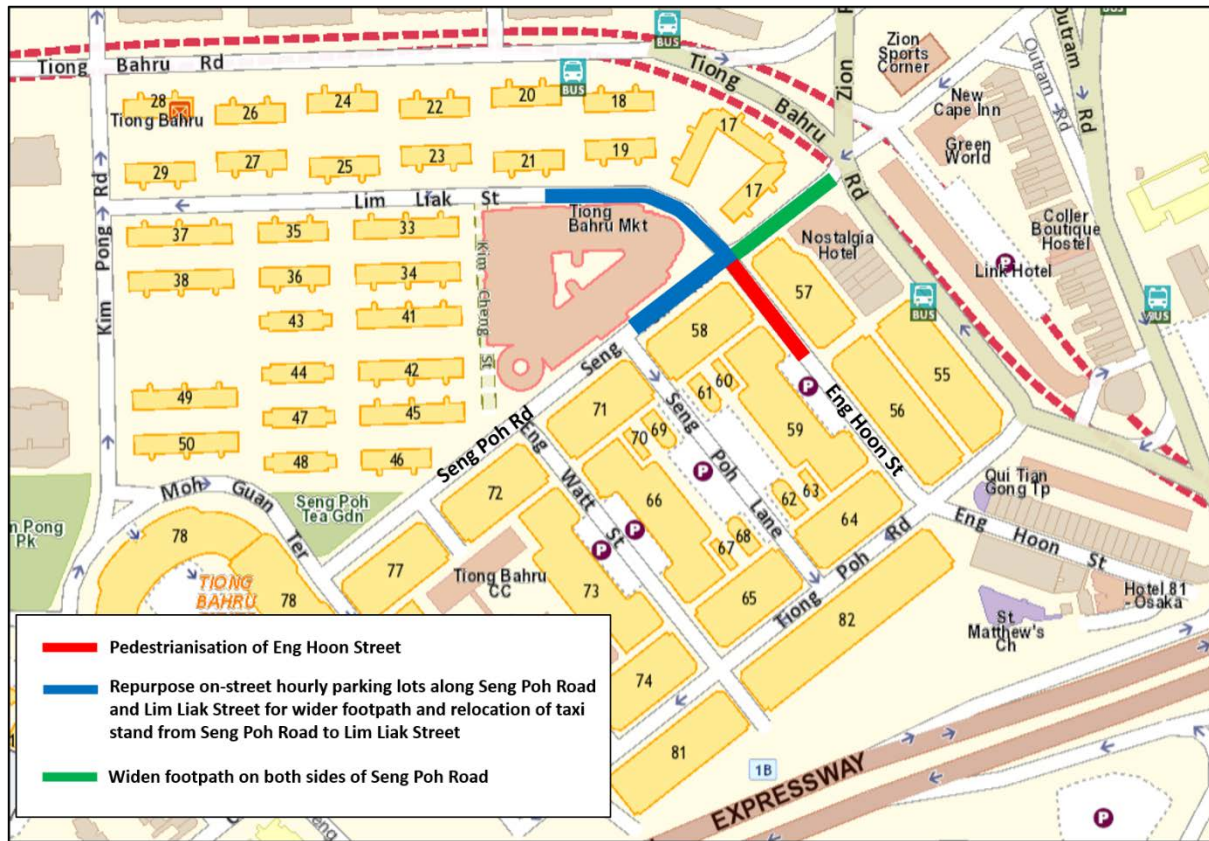 BUS
BUS
Tiong Bahru Rd
Tiong Bahru Rd
Zion R
Zion
Sports
Corner
Outram Rd
Outram Rd
28
Tiong Bahru
26
24
22
20
18
17
17
New
Cape Inn
Green
World
29
27
25
23
21
19
Kim Pong Rd
Lim Liak St
Tiong
Bahru Mkt
Nostalgia
Hotel
Coller
Boutique
Hostel
Link Hotel
P
37
35
33
38
36
34
43
41
Kim Cheng St
57
BUS
BUS
58
44
42
49
47
45
50
48
46
Seng Poh Rd
Seng
71
61
60
P
55
56
59
Eng Hoon St
70
69
Seng Poh Lane
P
72
Eng Watt St
66
62
63
64
Qui Tian
Gong Tp
Moh Guan Ter
Seng Poh
Tea Gdn
n Pong
Pk
78
78
TIONG
BAHRU
77
Tiong Bahru
CC
P
P
67
68
65
73
Tiong Poh Rd
82
Eng Hoon St
Hotel 81
- Osaka
St.
Matthew's
Ch
74
81
1B
EXPRESSWAY
P
Pedestrianisation of Eng Hoon Street
Repurpose on-street hourly parking lots along Seng Poh Road
and Lim Liak Street for wider footpath and relocation of taxi
stand from Seng Poh Road to Lim Liak Street
Widen footpath on both sides of Seng Poh Road